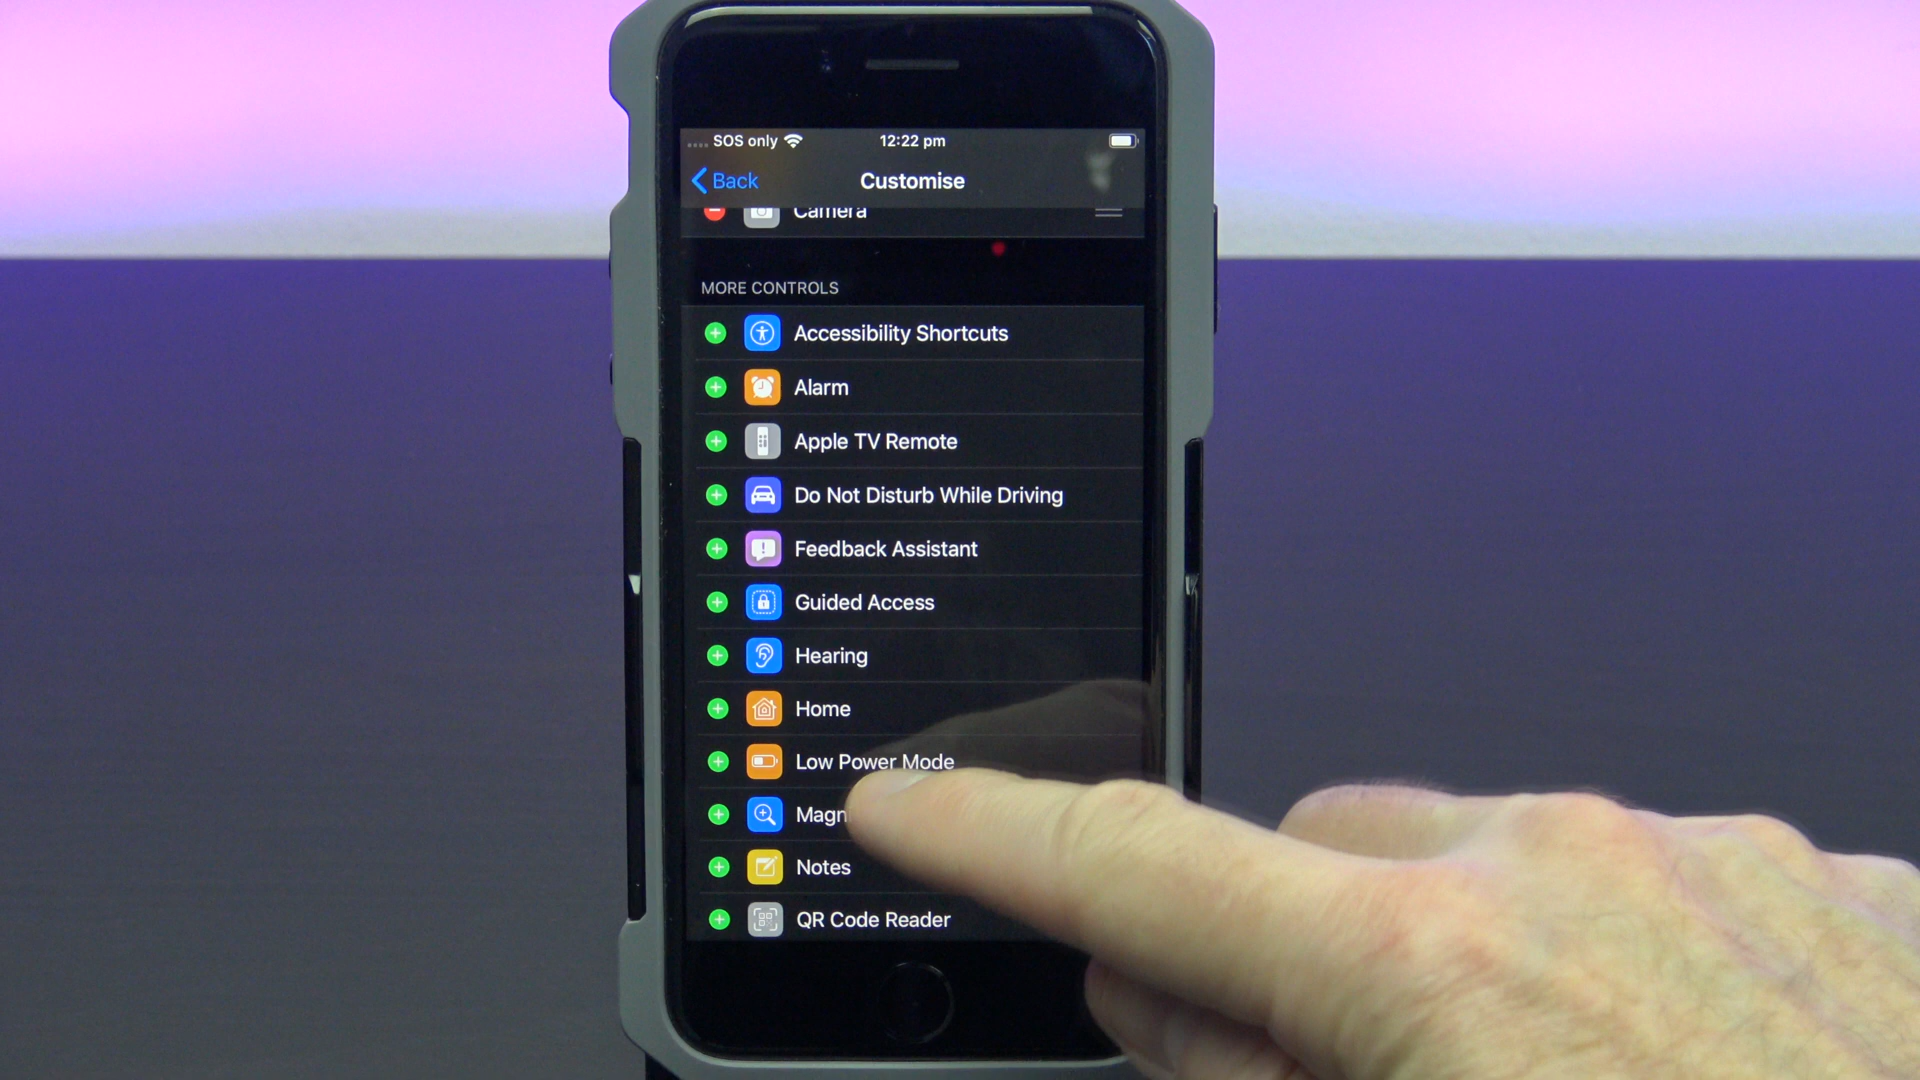 SOS only 12:22 pm
Back Customise
Camera
MORE CONTROLS
Accessibility Shortcuts
Alarm
Apple TV Remote
Do Not Disturb While Driving
Feedback Assistant
Guided Access
Hearing
Home
Low Power Mode
Magn
Notes
QR Code Reader